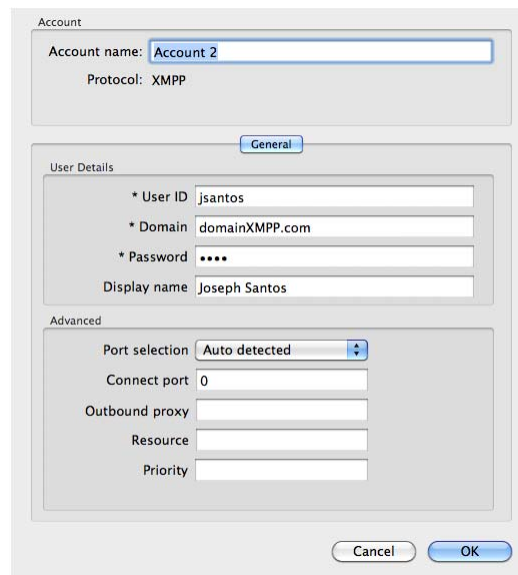 Account
Account name: Account 2
Protocol: XMPP
General
User Details
* User ID jsantos
* Domain domainXMPP.com
* Password ••••
Display name Joseph Santos
Advanced
Port selection Auto detected
Connect port 0
Outbound proxy
Resource
Priority
Cancel OK